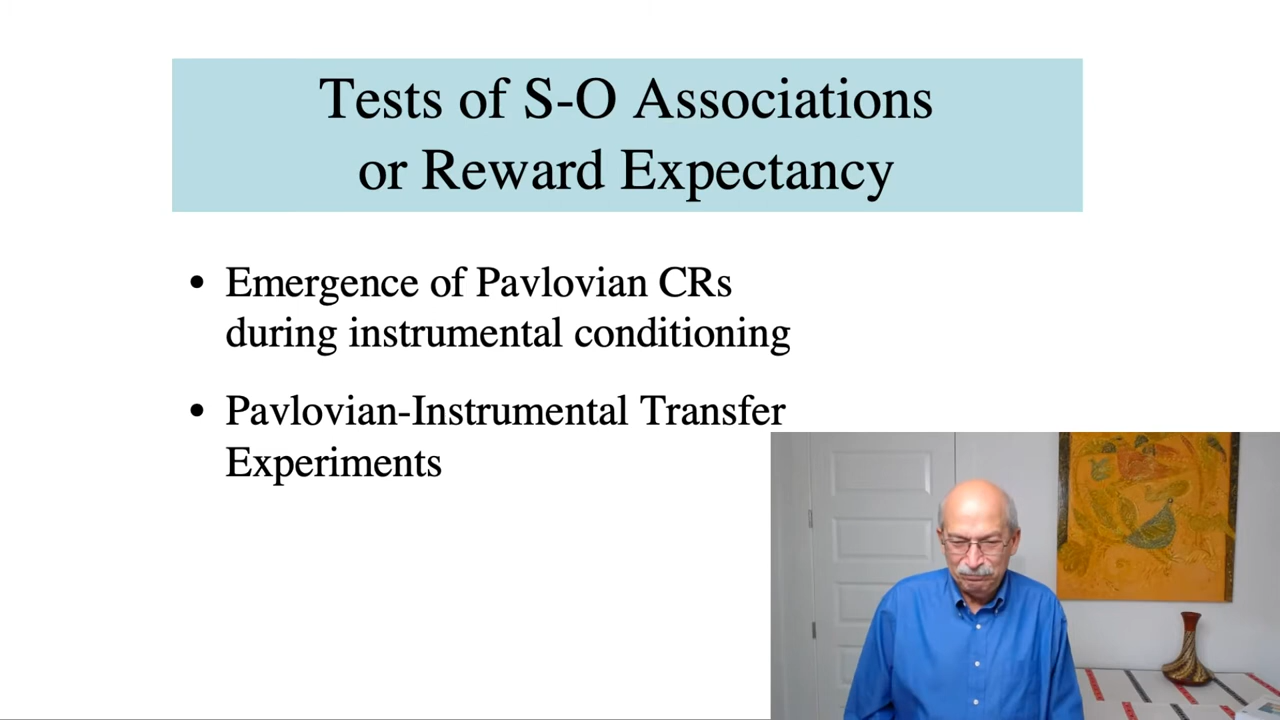 Tests of S-O Associations
or Reward Expectancy
• Emergence of Pavlovian CRs
during instrumental conditioning
• Pavlovian-Instrumental Transfer
Experiments